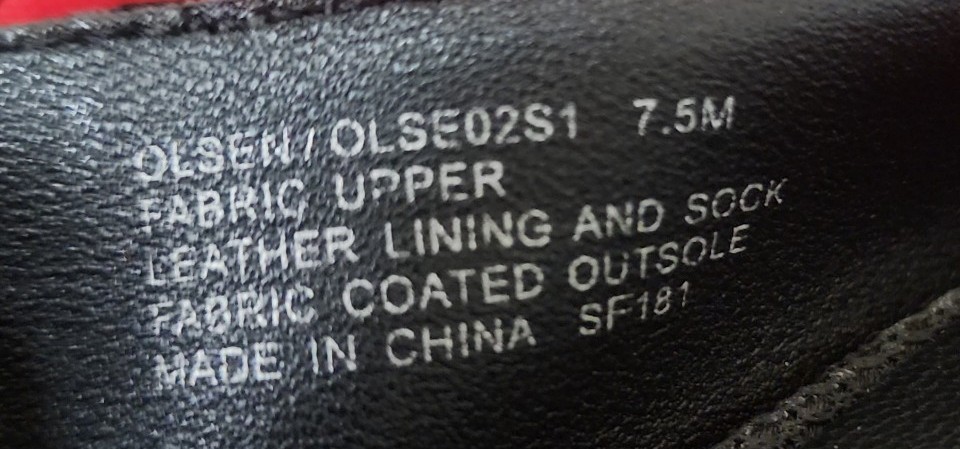 OLSEN/OLSE02S1 7.5M
FABRIC UPPER
LEATHER LINING AND SOCK
FABRIC COATED OUTSOLE
MADE IN CHINA SF181